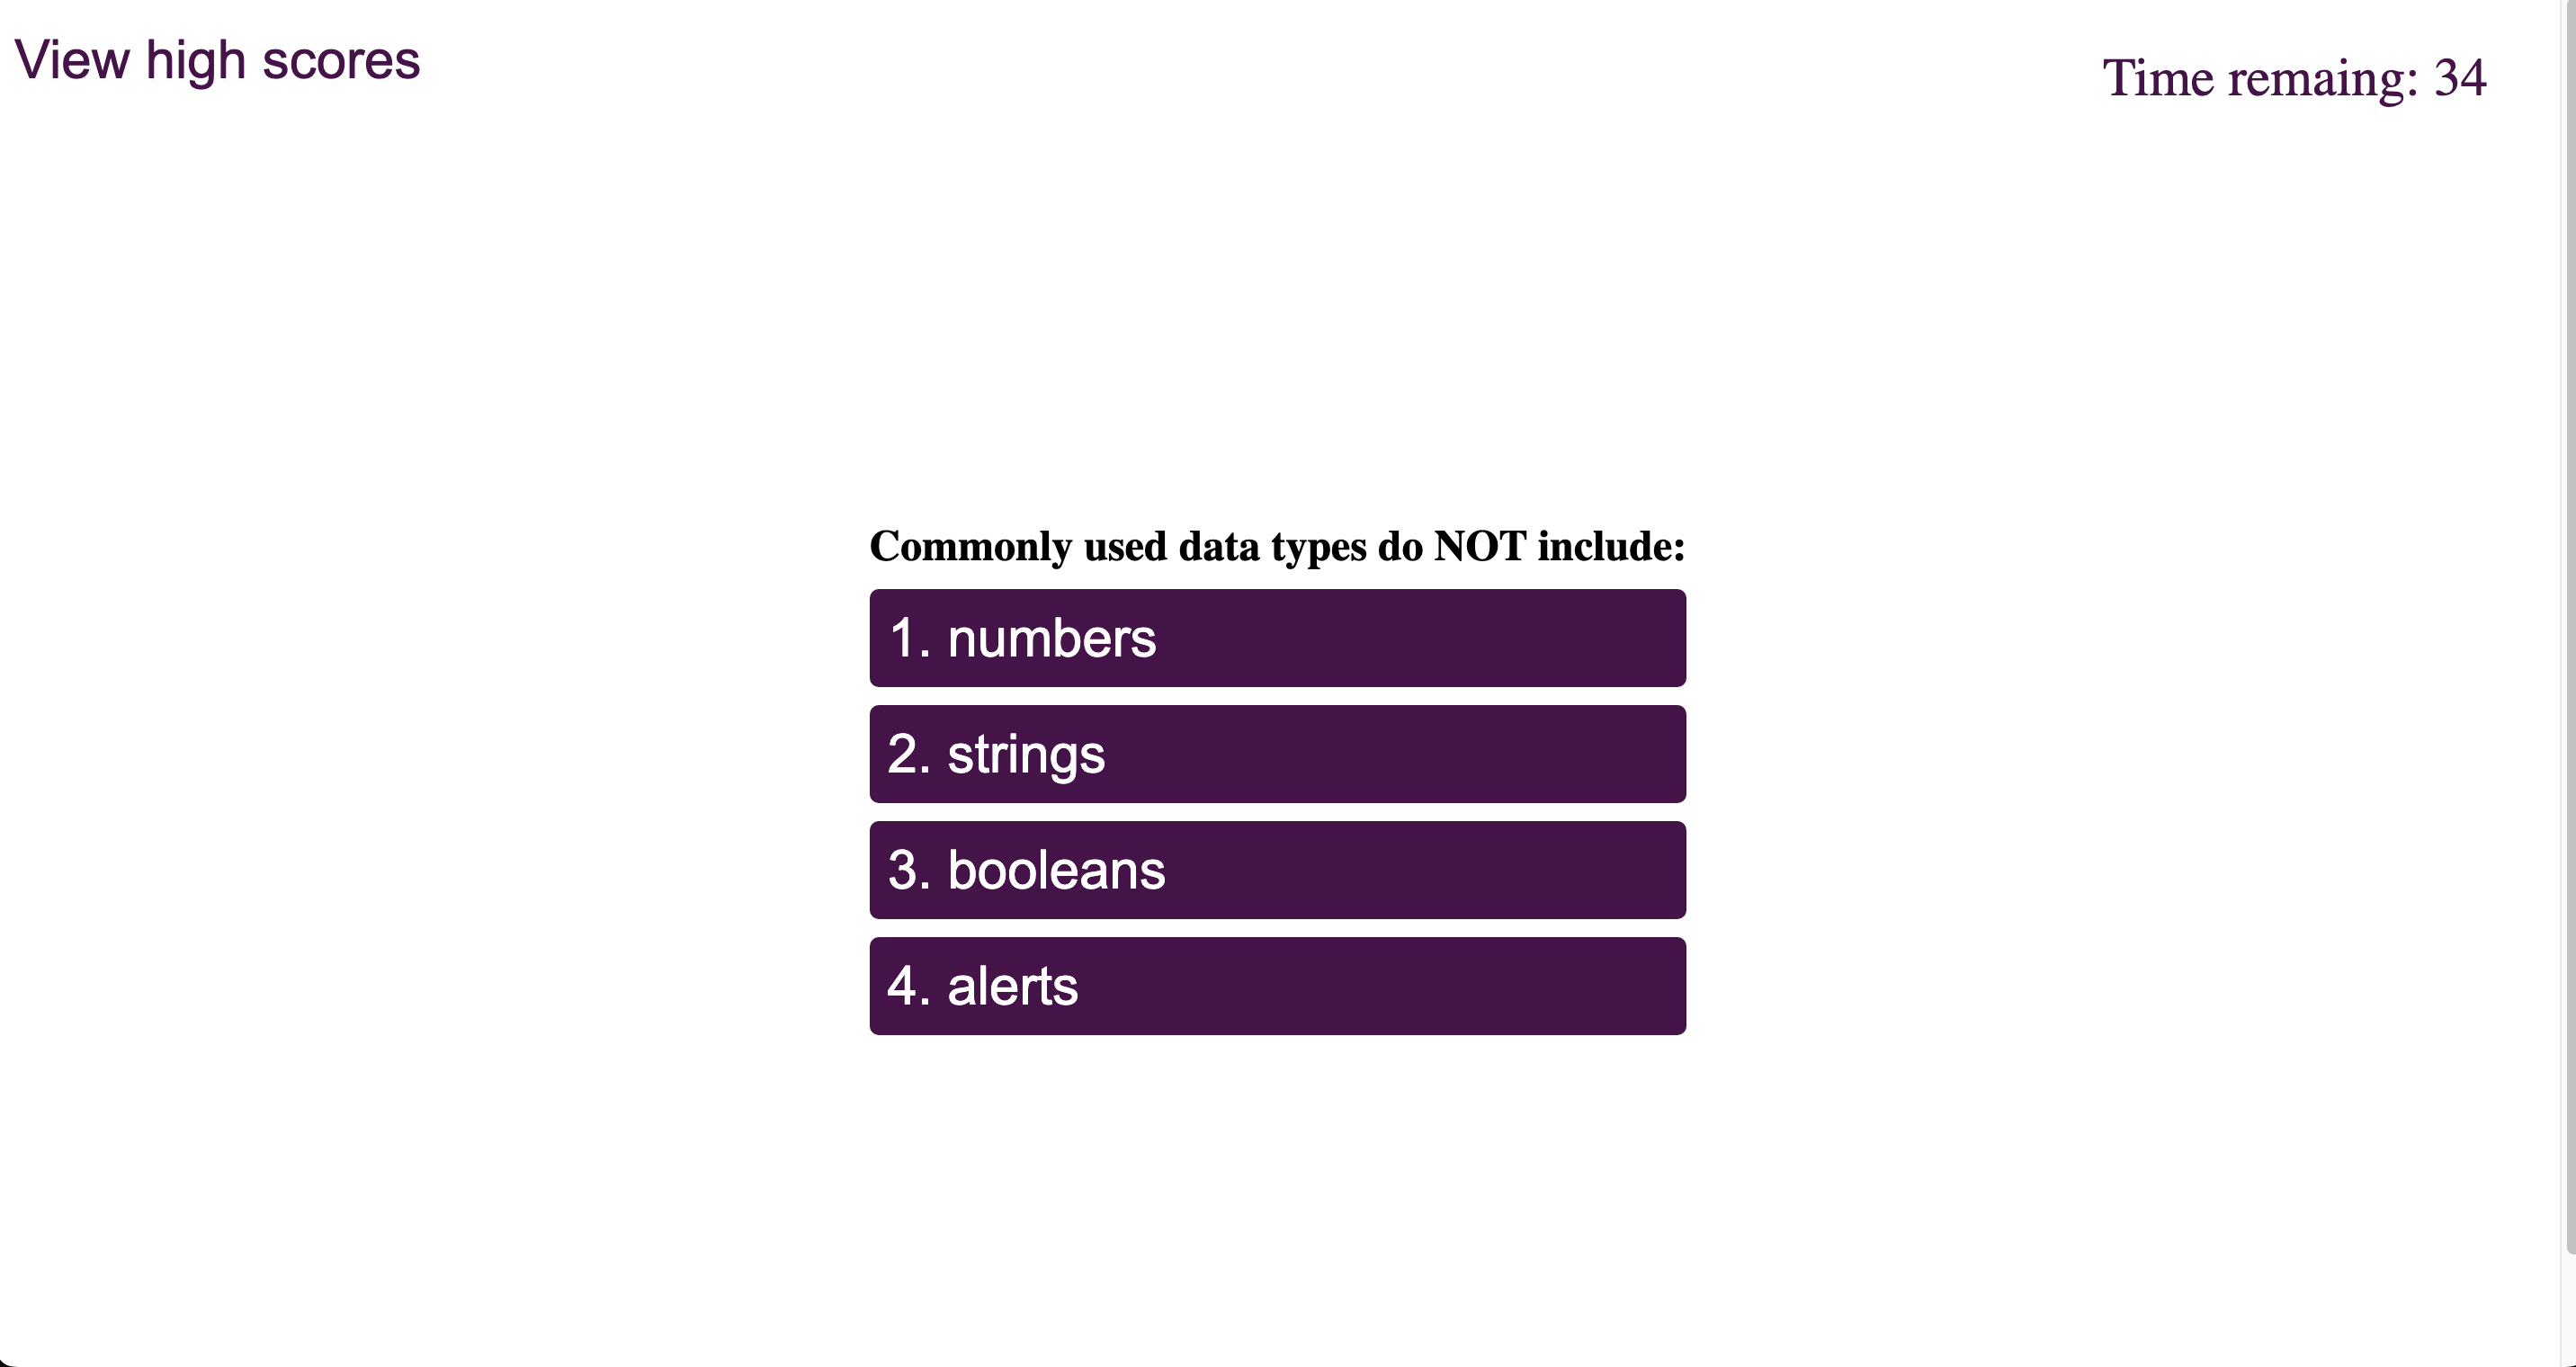 View high scores
Time remaing: 34
Commonly used data types do NOT include:
1. numbers
2. strings
3. booleans
4. alerts